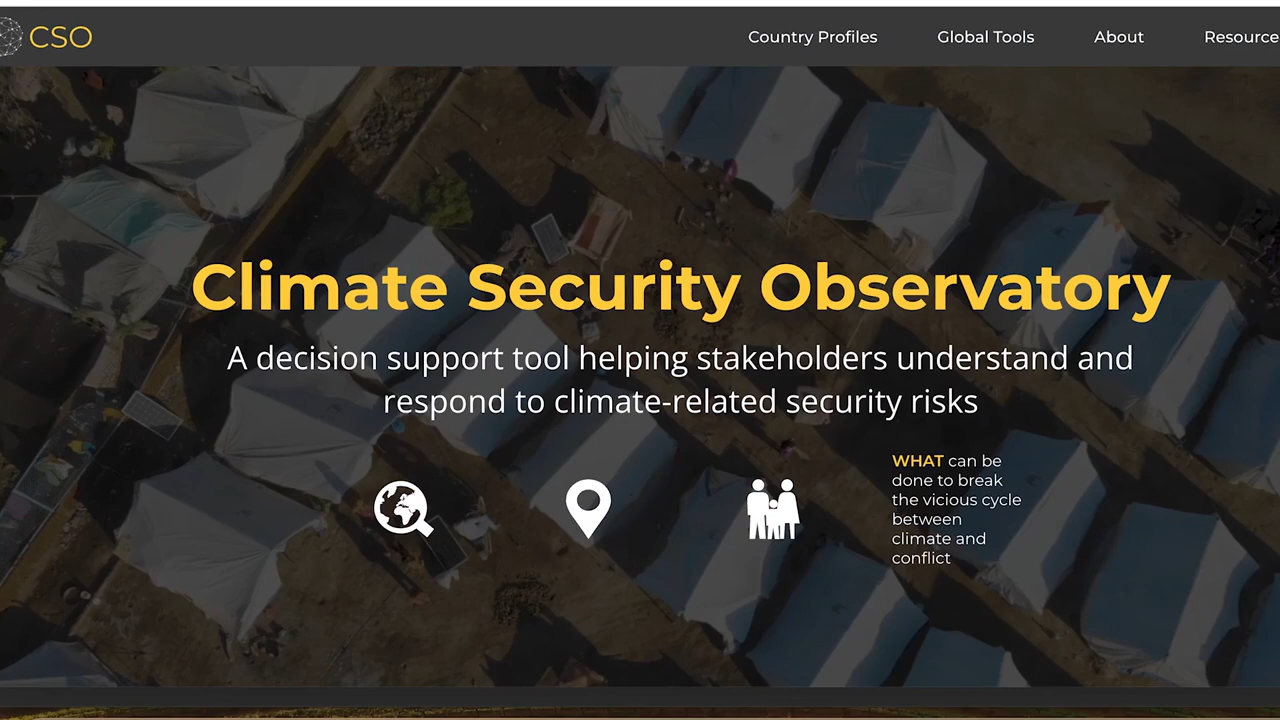 CSO
Country Profiles
Global Tools
About
Resource
Climate Security Observatory
A decision support tool helping stakeholders understand and
respond to climate-related security risks
WHAT can be
done to break
the vicious cycle
between
climate and
conflict